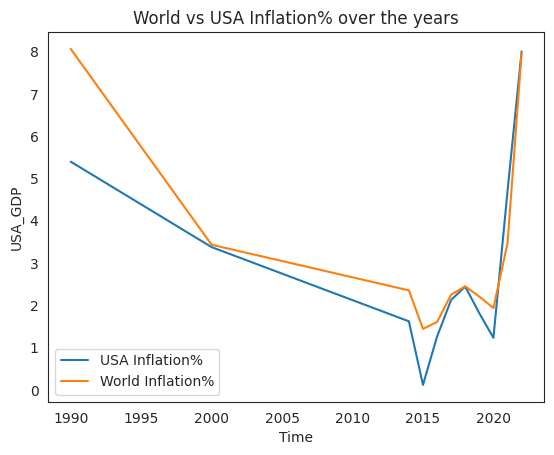 World vs USA Inflation% over the years
8
7
6
5
4
3
2
1
0
USA_GDP
USA Inflation%
World Inflation%
1990 1995 2000 2005 2010 2015 2020
Time